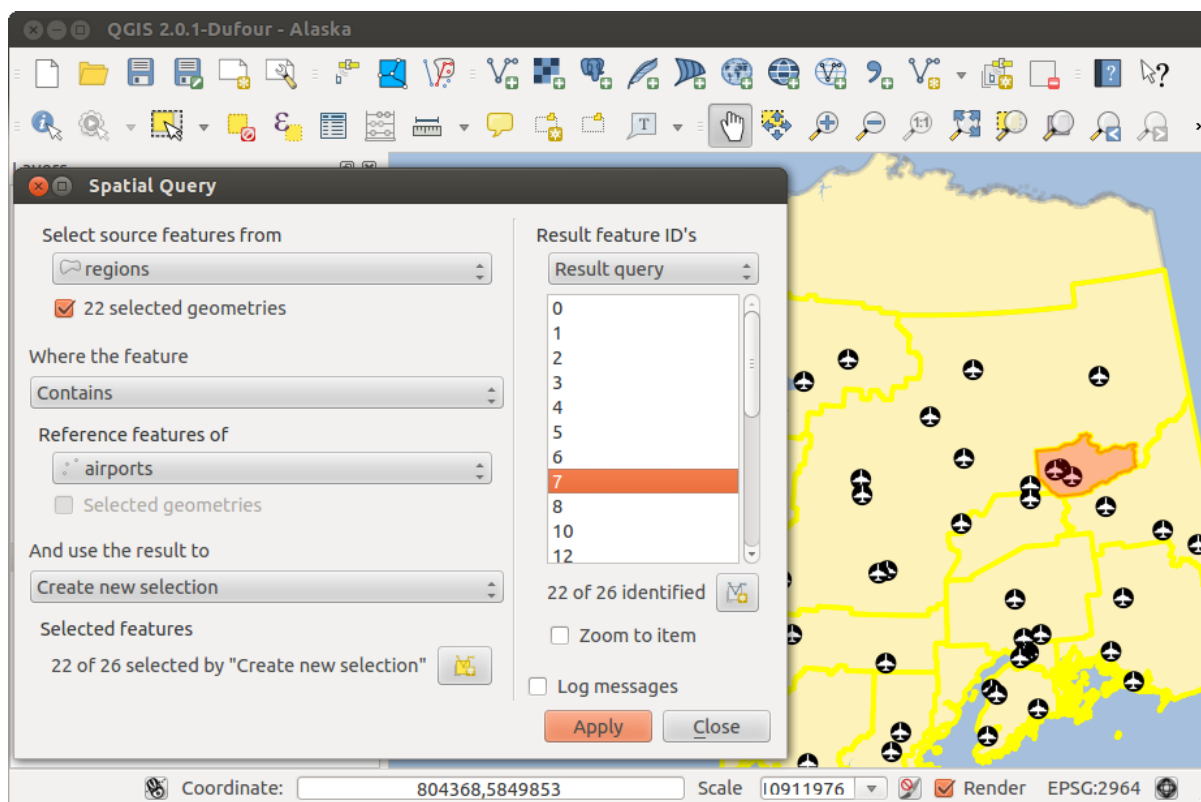 QGIS 2.0.1-Dufour - Alaska
1:1
T
?
Spatial Query
Select source features from
regions
22 selected geometries
Where the feature
Contains
Reference features of
airports
Selected geometries
And use the result to
Create new selection
Selected features
22 of 26 selected by "Create new selection"
Result feature ID's
Result query
0
1
2
3
4
5
6
7
8
10
12
22 of 26 identified
Zoom to item
Log messages
Apply
Close
Coordinate:
804368,5849853
Scale
10911976
Render
EPSG:2964